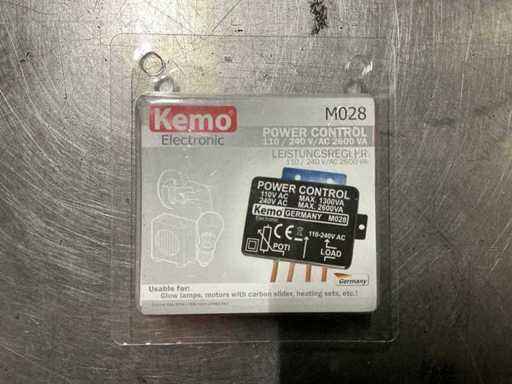 Kemo
Electronic
M028
POWER CONTROL
110 / 240 V/AC 2600 VA
LEISTUNGSREGLER
110 / 240 V/AC 2600 VA
POWER CONTROL
110V AC MAX. 1300VA
240V AC MAX. 2600VA
Kemo GERMANY M028
Electronic
CE
110-240V AC
POTI
LOAD
Germany
Usable for:
Glow lamps, motors with carbon slider, heating sets, etc.!